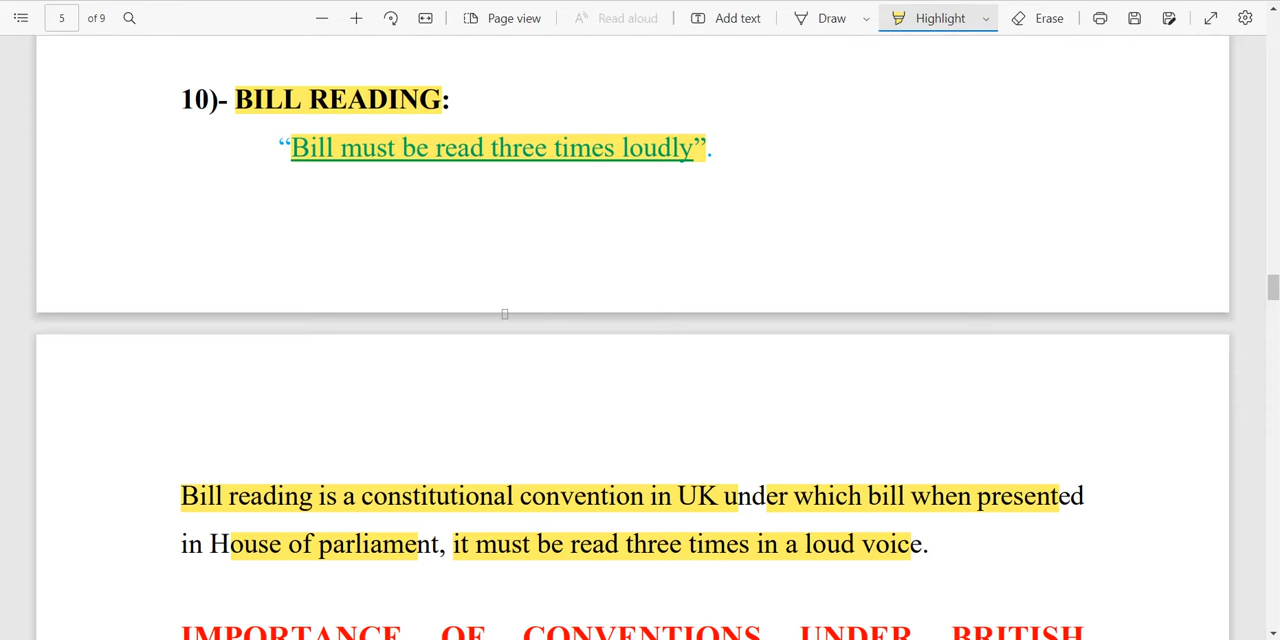 5 of 9 Page view Read aloud Add text Draw Highlight Erase
10)- BILL READING:
“Bill must be read three times loudly”.
Bill reading is a constitutional convention in UK under which bill when presented
in House of parliament, it must be read three times in a loud voice.
IMPORTANCE OF CONVENTIONS UNDER BRITISH